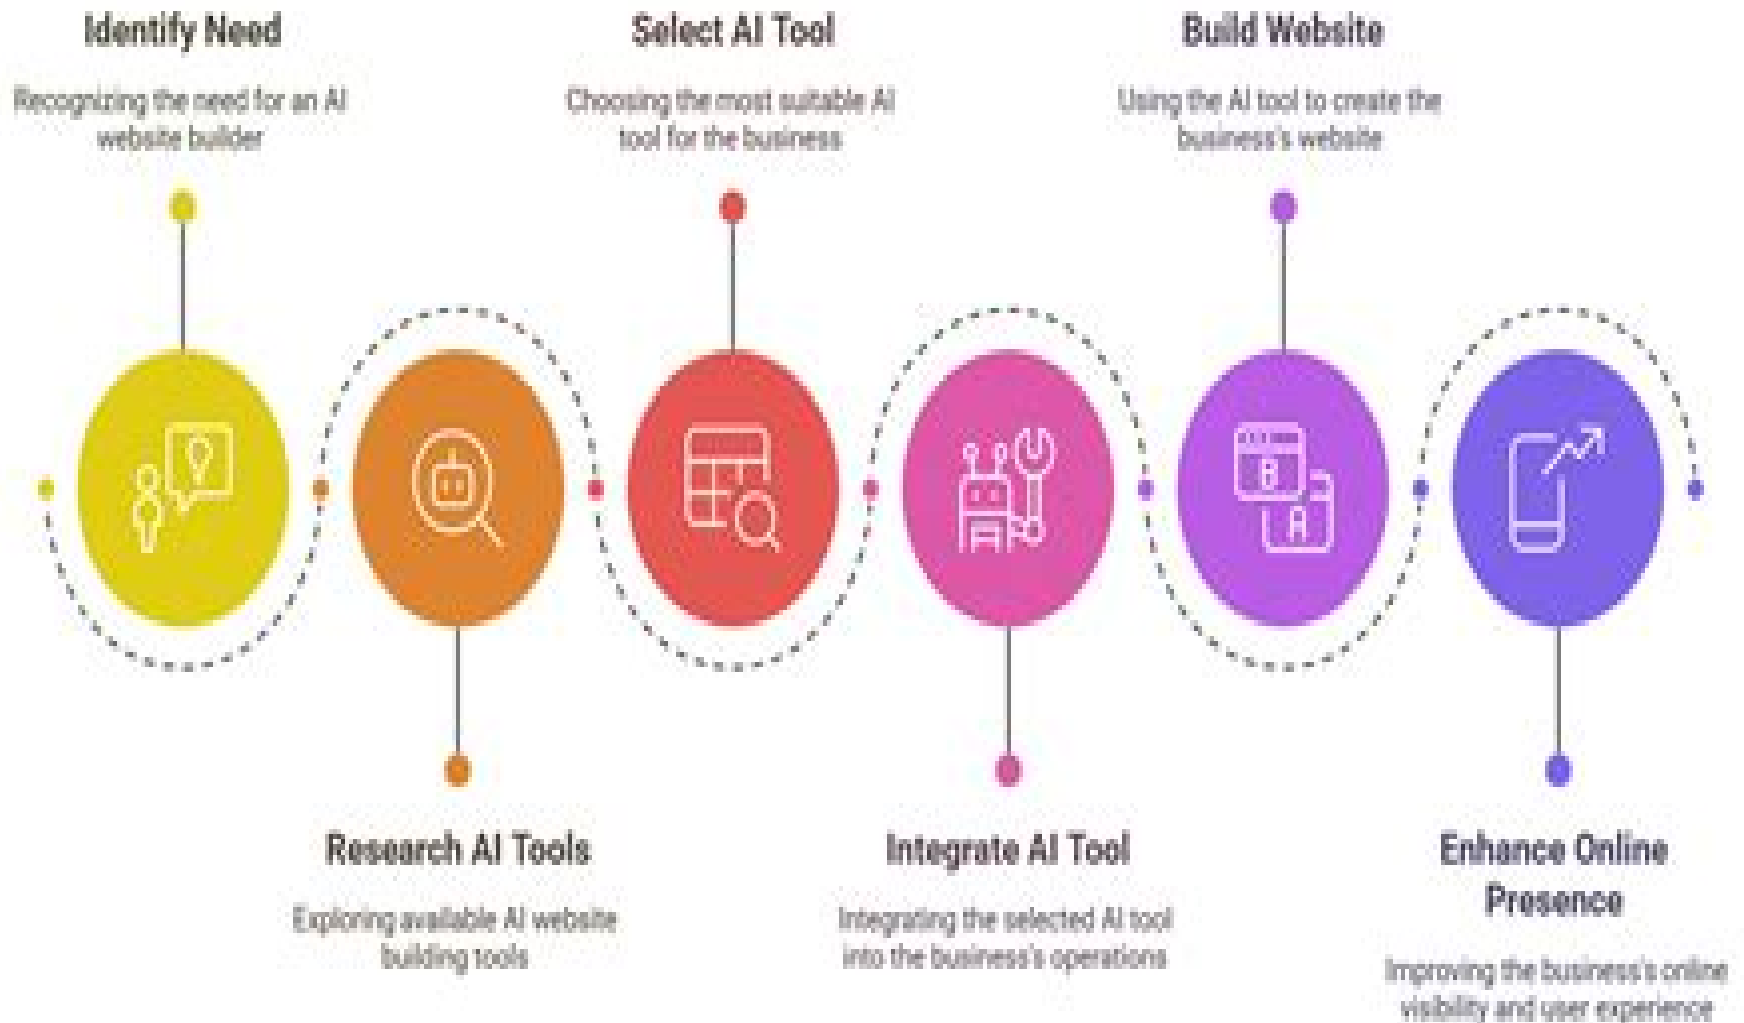 Identify Need
Recognizing the need for an AI
website builder
Select AI Tool
Choosing the most suitable AI
tool for the business
Build Website
Using the AI tool to create the
business's website
B
A
Research AI Tools
Exploring available AI website
building tools
Integrate AI Tool
Integrating the selected AI tool
into the business's operations
Enhance Online
Presence
Improving the business's online
visibility and user experience